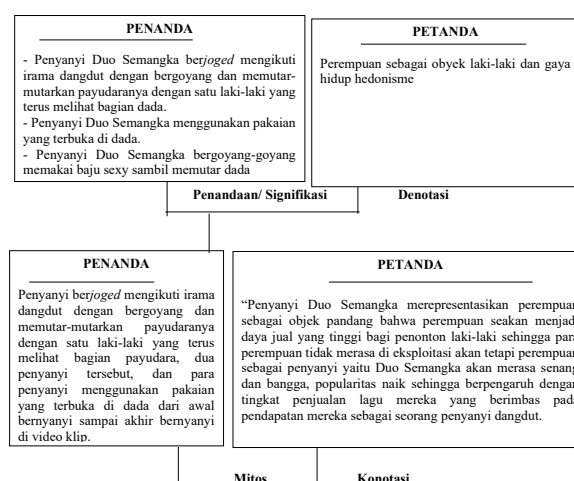 PENANDA
- Penyanyi Duo Semangka berjoged mengikuti
irama dangdut dengan bergoyang dan memutar-
mutarkan payudaranya dengan satu laki-laki yang
terus melihat bagian dada.
- Penyanyi Duo Semangka menggunakan pakaian
yang terbuka di dada.
- Penyanyi Duo Semangka bergoyang-goyang
memakai baju sexy sambil memutar dada
PETANDA
Perempuan sebagai obyek laki-laki dan gaya
hidup hedonisme
Penandaan/ Signifikasi
Denotasi
PENANDA
Penyanyi berjoged mengikuti irama
dangdut dengan bergoyang dan
memutar-mutarkan payudaranya
dengan satu laki-laki yang terus
melihat bagian payudara, dua
penyanyi tersebut, dan para
penyanyi menggunakan pakaian
yang terbuka di dada dari awal
bernyanyi sampai akhir bernyanyi
di video klip.
PETANDA
“Penyanyi Duo Semangka merepresentasikan perempuan
sebagai objek pandang bahwa perempuan seakan menjadi
daya jual yang tinggi bagi penonton laki-laki sehingga para
perempuan tidak merasa di eksploitasi akan tetapi perempuan
sebagai penyanyi yaitu Duo Semangka akan merasa senang
dan bangga, popularitas naik sehingga berpengaruh dengan
tingkat penjualan lagu mereka yang berimbas pada
pendapatan mereka sebagai seorang penyanyi dangdut.
Mitos
Konotasi